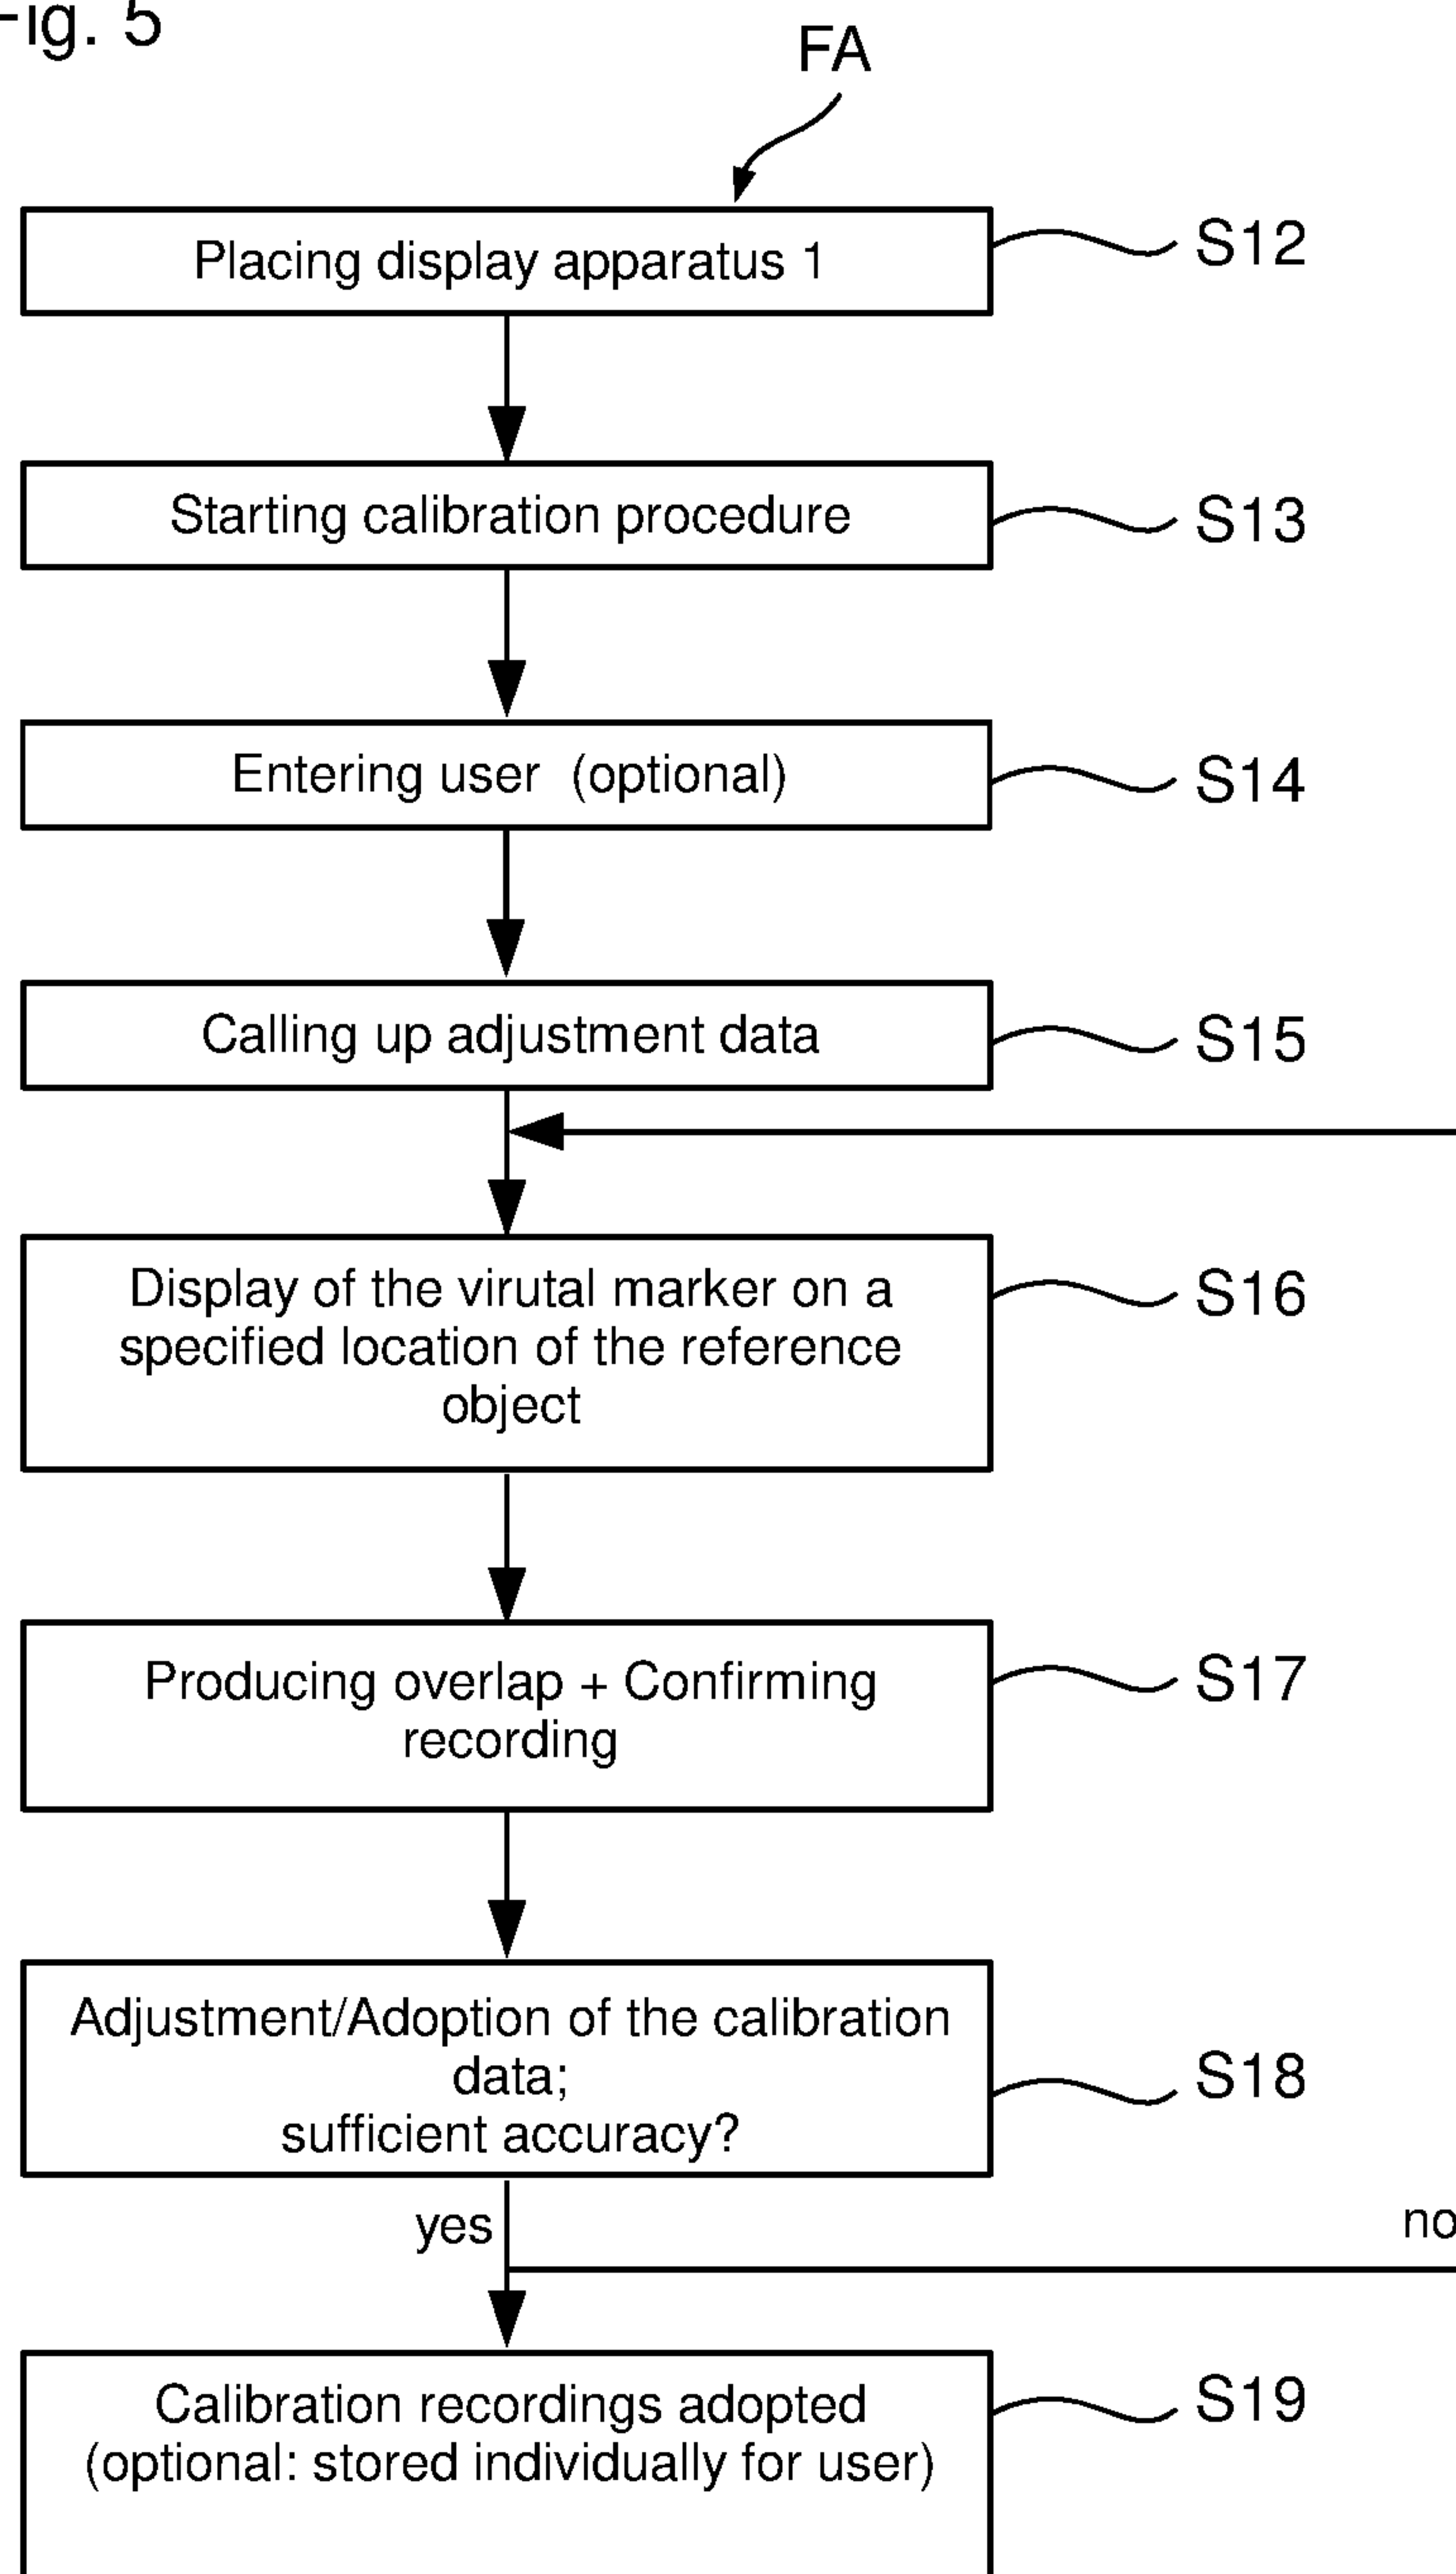 Fig. 5
FA
Placing display apparatus 1
S12
Starting calibration procedure
S13
Entering user (optional)
S14
Calling up adjustment data
S15
Display of the virutal marker on a
specified location of the reference
object
S16
Producing overlap + Confirming
recording
S17
Adjustment/Adoption of the calibration
data;
sufficient accuracy?
S18
yes
no
Calibration recordings adopted
(optional: stored individually for user)
S19